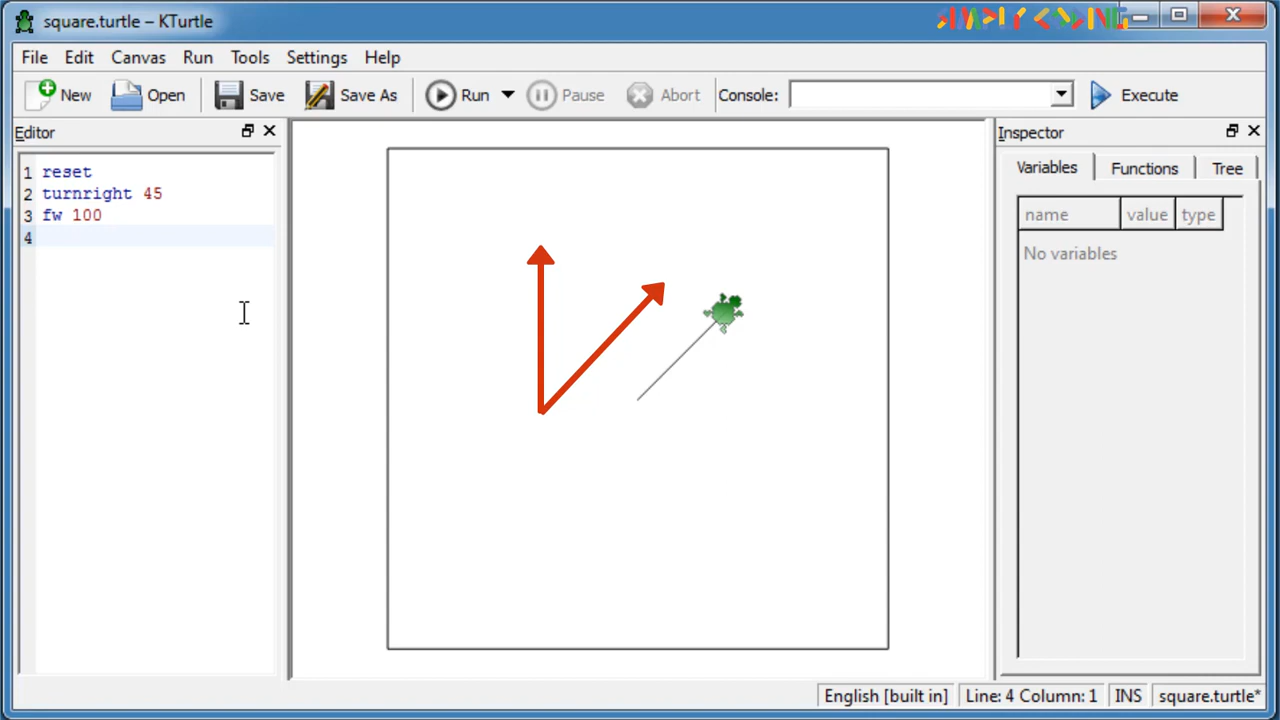 square.turtle – KTurtle
SIMPLY CODING
File Edit Canvas Run Tools Settings Help
New Open Save Save As Run Pause Abort Console: Execute
Editor
Inspector
1 reset
2 turnright 45
3 fw 100
4
Variables Functions Tree
name value type
No variables
English [built in] Line: 4 Column: 1 INS square.turtle*